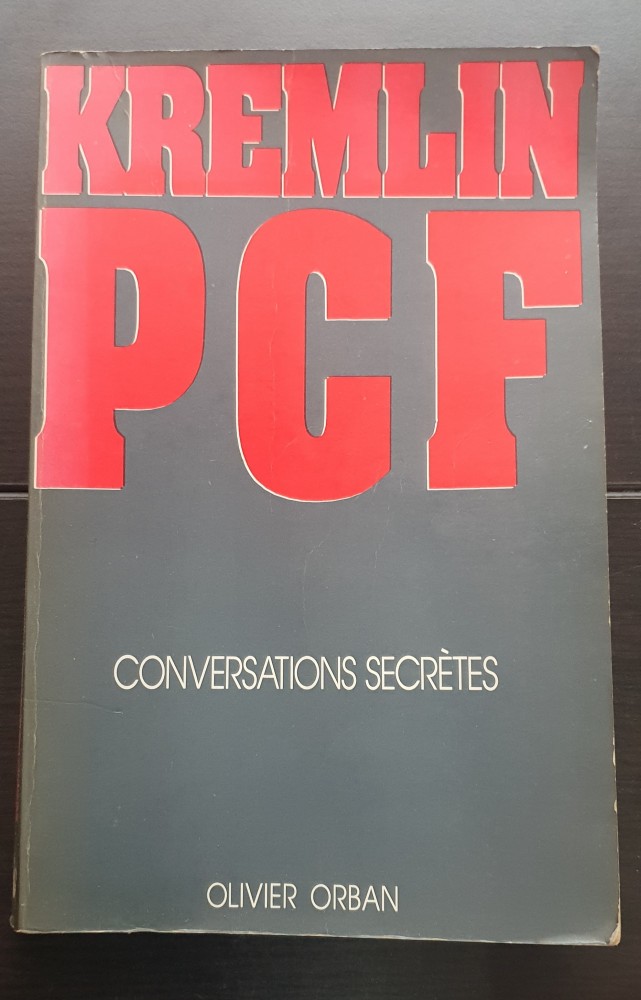 KREMLIN
PCF
CONVERSATIONS SECRÈTES
OLIVIER ORBAN